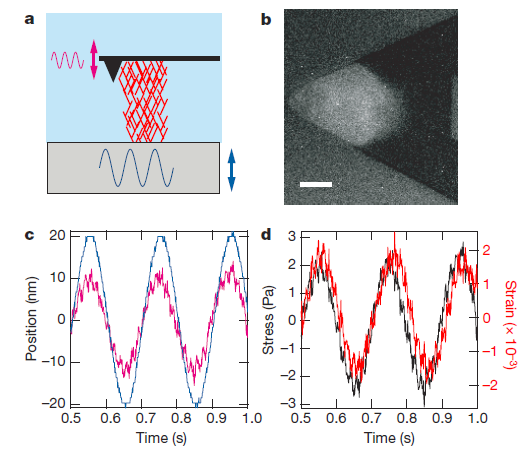 a
b
c
20
10
0
−10
−20
Position (nm)
0.5 0.6 0.7 0.8 0.9 1.0
Time (s)
d
3
2
1
0
−1
−2
−3
Stress (Pa)
2
1
0
−1
−2
Strain (× 10⁻³)
0.5 0.6 0.7 0.8 0.9 1.0
Time (s)